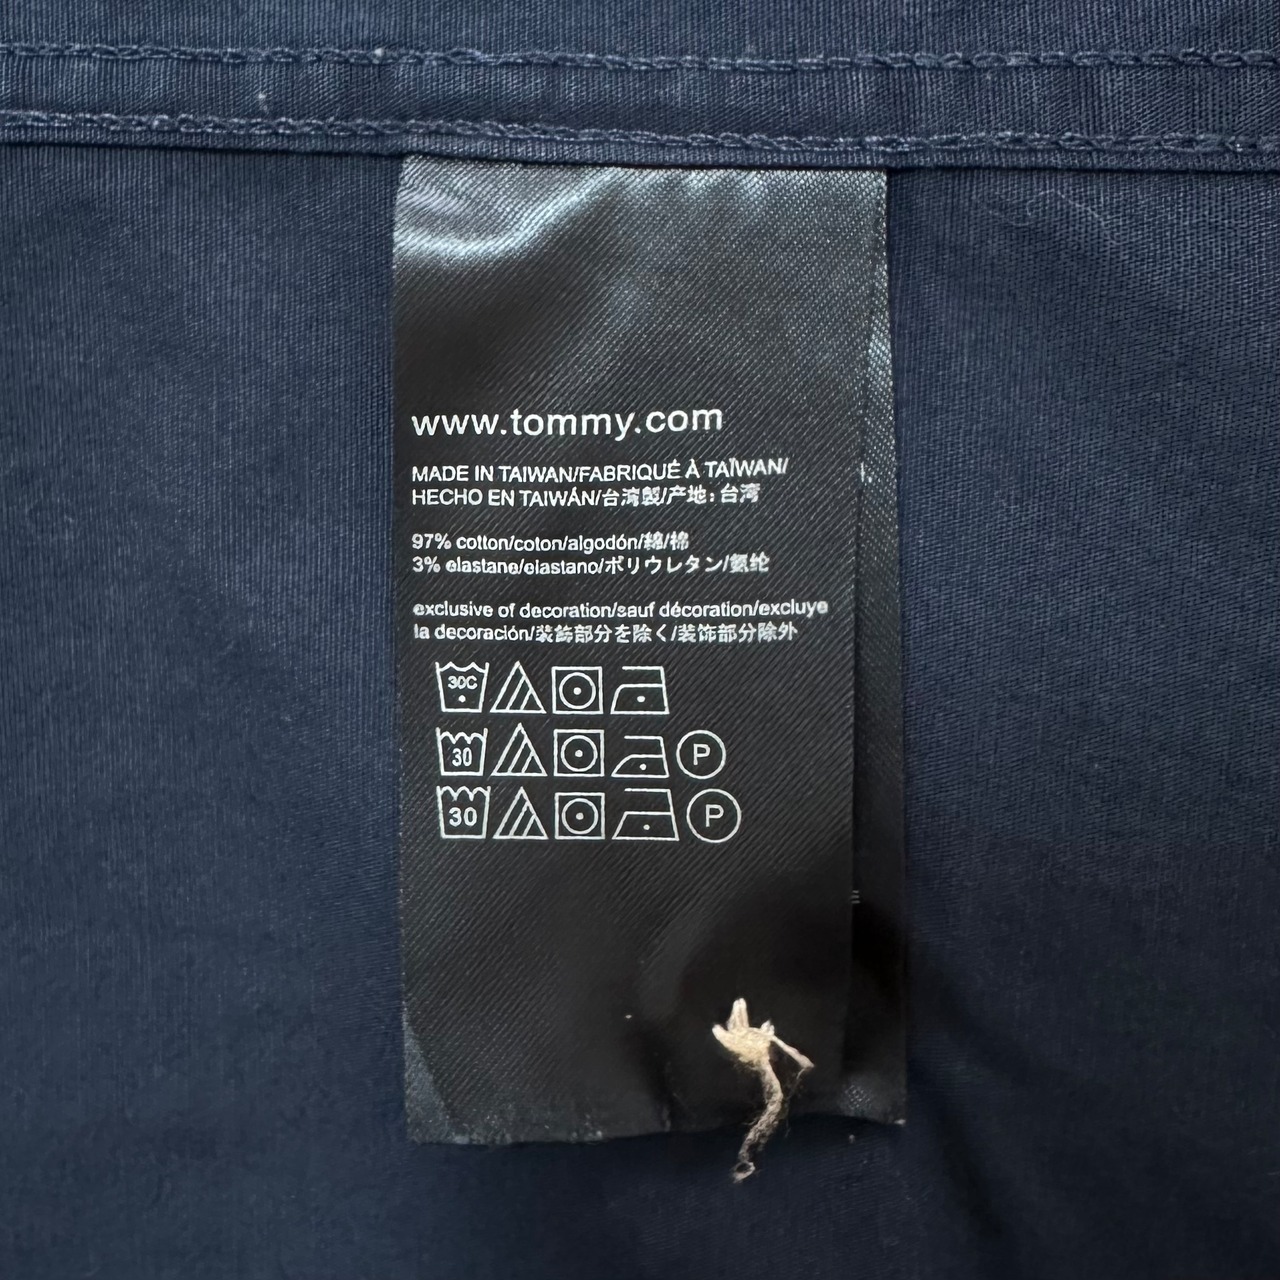 www.tommy.com
MADE IN TAIWAN/FABRIQUÉ À TAÏWAN/
HECHO EN TAIWÁN/台湾製/产地: 台湾
97% cotton/coton/algodón/綿/棉
3% elastane/elastano/ポリウレタン/氨纶
exclusive of decoration/sauf décoration/excluye
la decoración/装飾部分を除く/装饰部分除外
30C
30 P
30 P